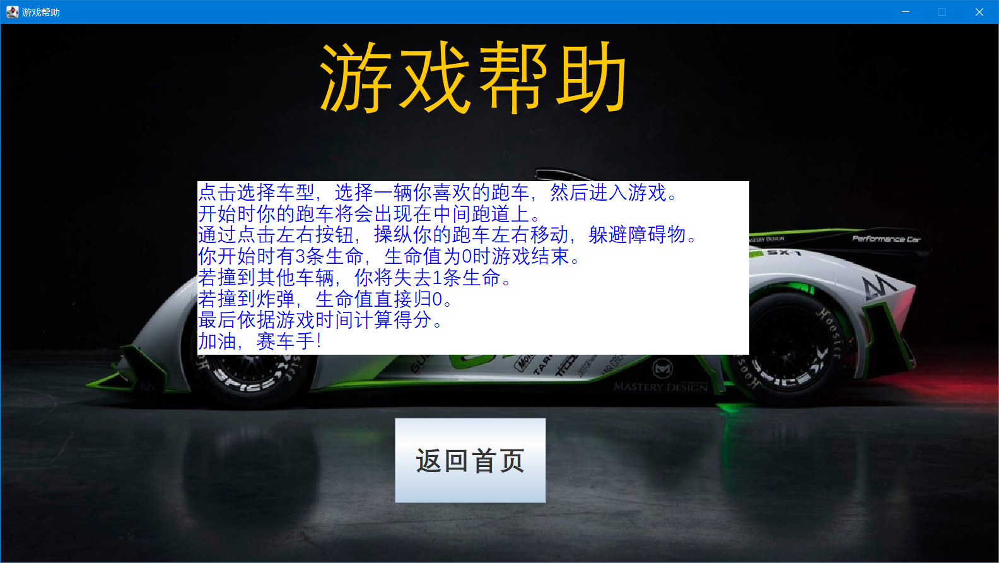 游戏帮助
游戏帮助
点击选择车型，选择一辆你喜欢的跑车，然后进入游戏。
开始时你的跑车将会出现在中间跑道上。
通过点击左右按钮，操纵你的跑车左右移动，躲避障碍物。
你开始时有3条生命，生命值为0时游戏结束。
若撞到其他车辆，你将失去1条生命。
若撞到炸弹，生命值直接归0。
最后依据游戏时间计算得分。
加油，赛车手！
Performance Car
SX-1
Hoosier
SPICEX
SPICEX
MASTERY DESIGN
返回首页